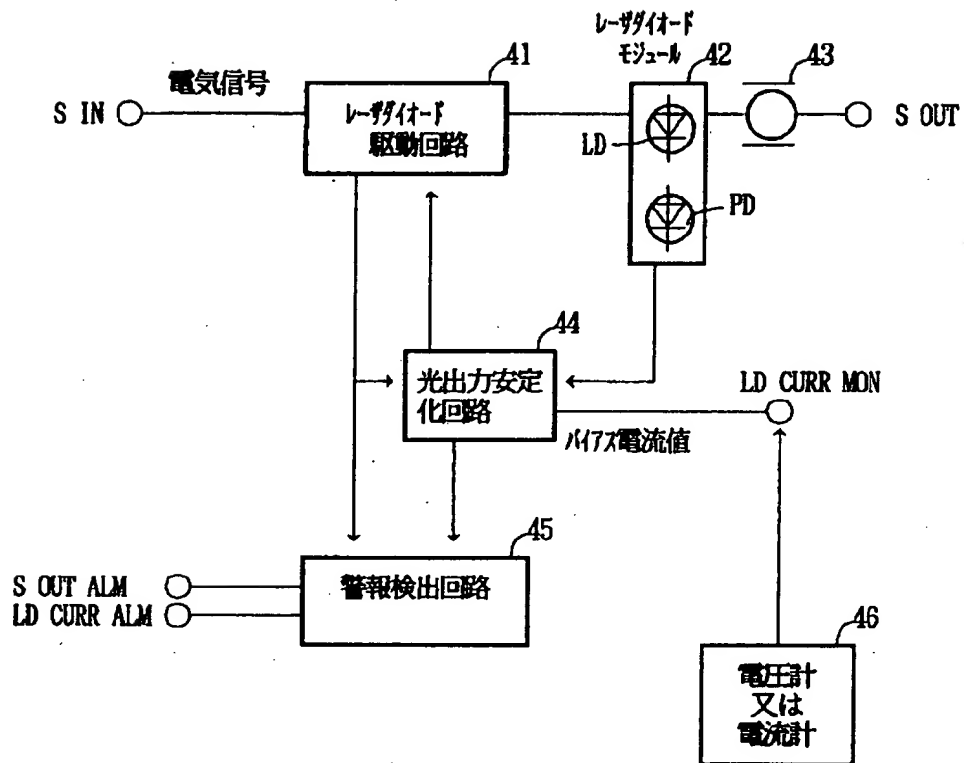 レーザダイオード
モジュール
41
42
43
電気信号
S IN
レーザダイオード
駆動回路
LD
S OUT
PD
44
光出力安定
化回路
LD CURR MON
バイアス電流値
45
S OUT ALM
警報検出回路
LD CURR ALM
46
電圧計
又は
電流計